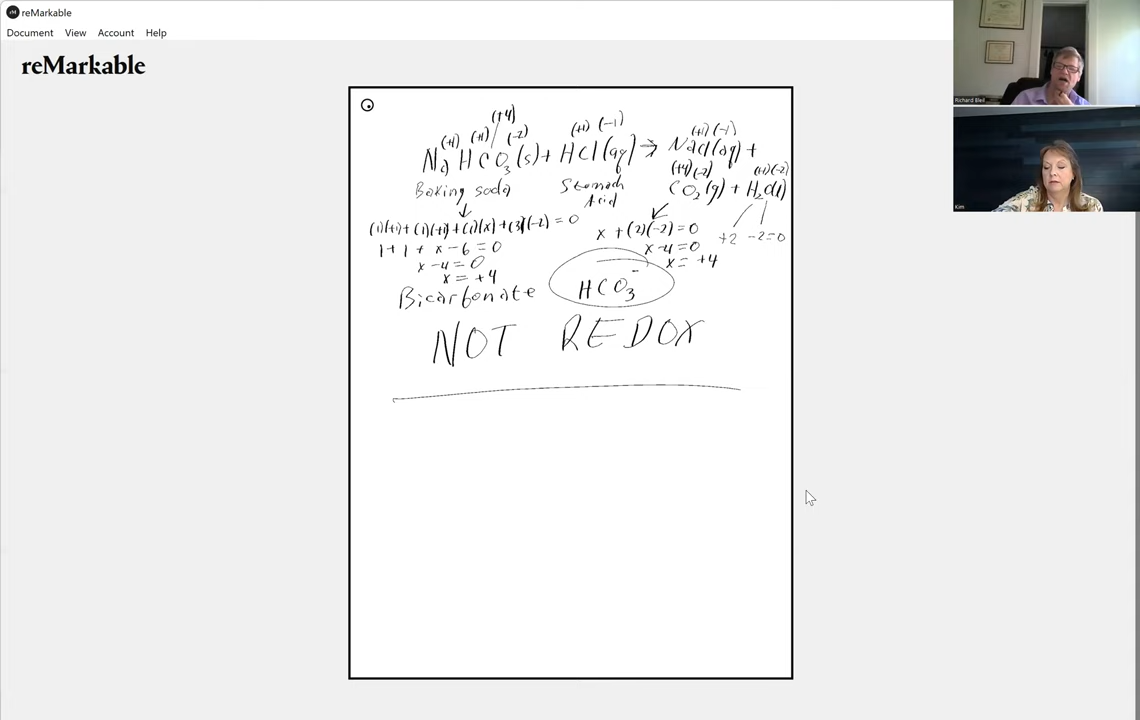 reMarkable
Document View Account Help
reMarkable
Richard Bleil
Kim
(+4)
(+1) (+1) (-2) (+1) (-1) (+1) (-1)
NaHCO3(s) + HCl(aq) → NaCl(aq) +
(+4) (-2) (+1) (-2)
CO2(g) + H2O(l)
Baking soda
Stomach
Acid
(1)(+1) + (1)(+1) + (1)(x) + (3)(-2) = 0
1 + 1 + x - 6 = 0
x - 4 = 0
x = +4
x + (2)(-2) = 0
x - 4 = 0
x = +4
+2 -2 = 0
Bicarbonate HCO3-
NOT REDOX